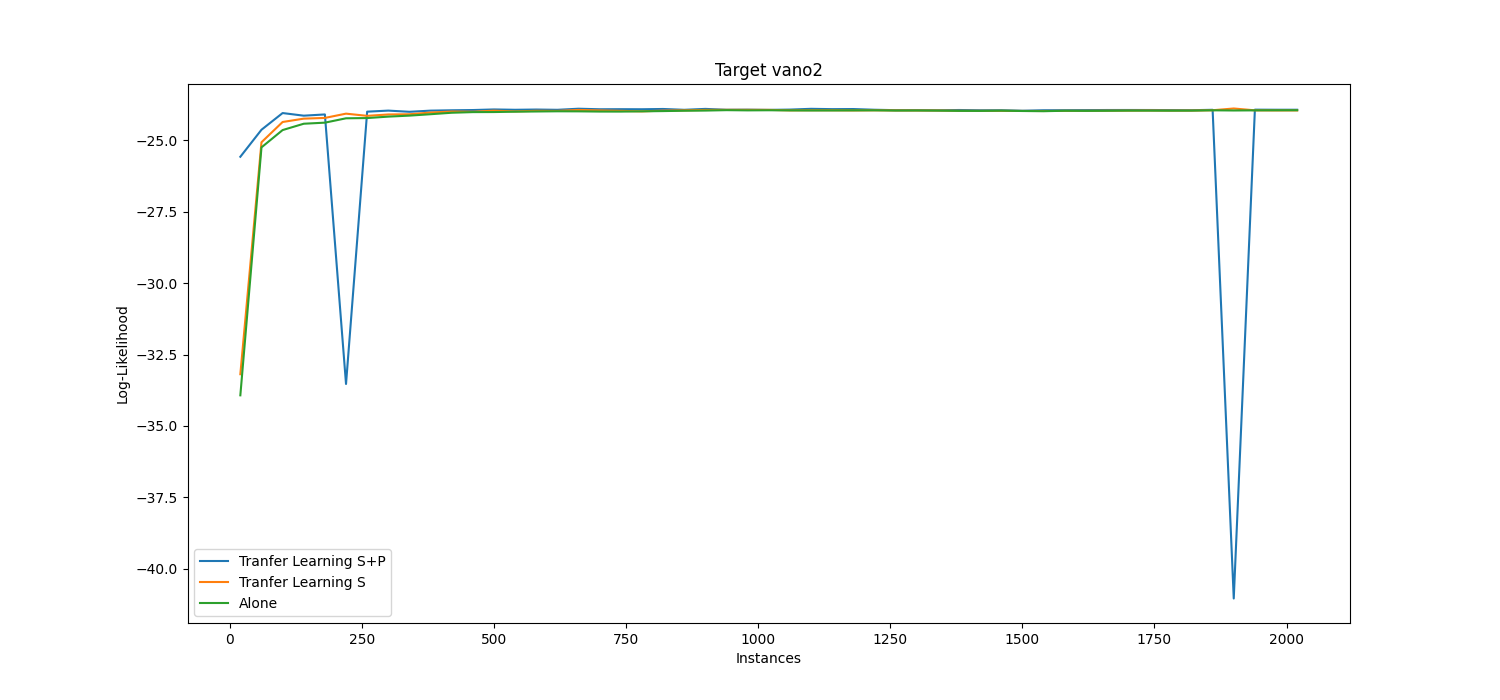 Target vano2
−25.0
−27.5
−30.0
−32.5
−35.0
−37.5
−40.0
Log-Likelihood
Tranfer Learning S+P
Tranfer Learning S
Alone
0 250 500 750 1000 1250 1500 1750 2000
Instances